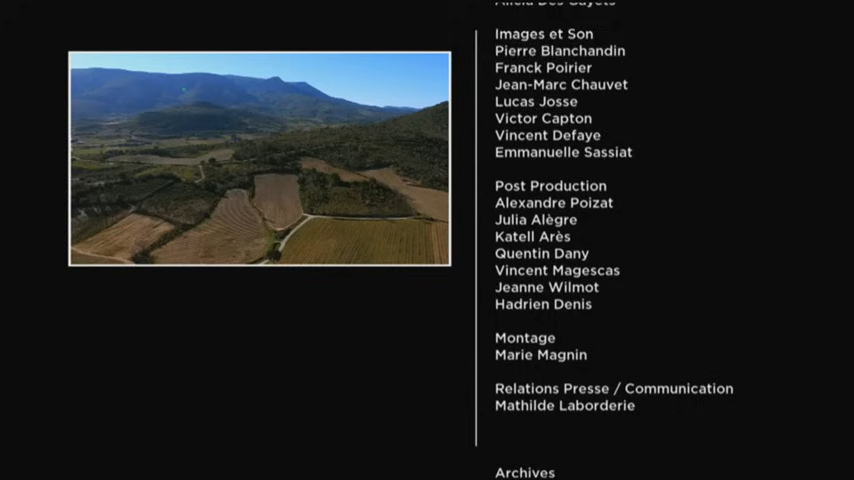 Images et Son
Pierre Blanchandin
Franck Poirier
Jean-Marc Chauvet
Lucas Josse
Victor Capton
Vincent Defaye
Emmanuelle Sassiat
Post Production
Alexandre Poizat
Julia Alègre
Katell Arès
Quentin Dany
Vincent Magescas
Jeanne Wilmot
Hadrien Denis
Montage
Marie Magnin
Relations Presse / Communication
Mathilde Laborderie
Archives